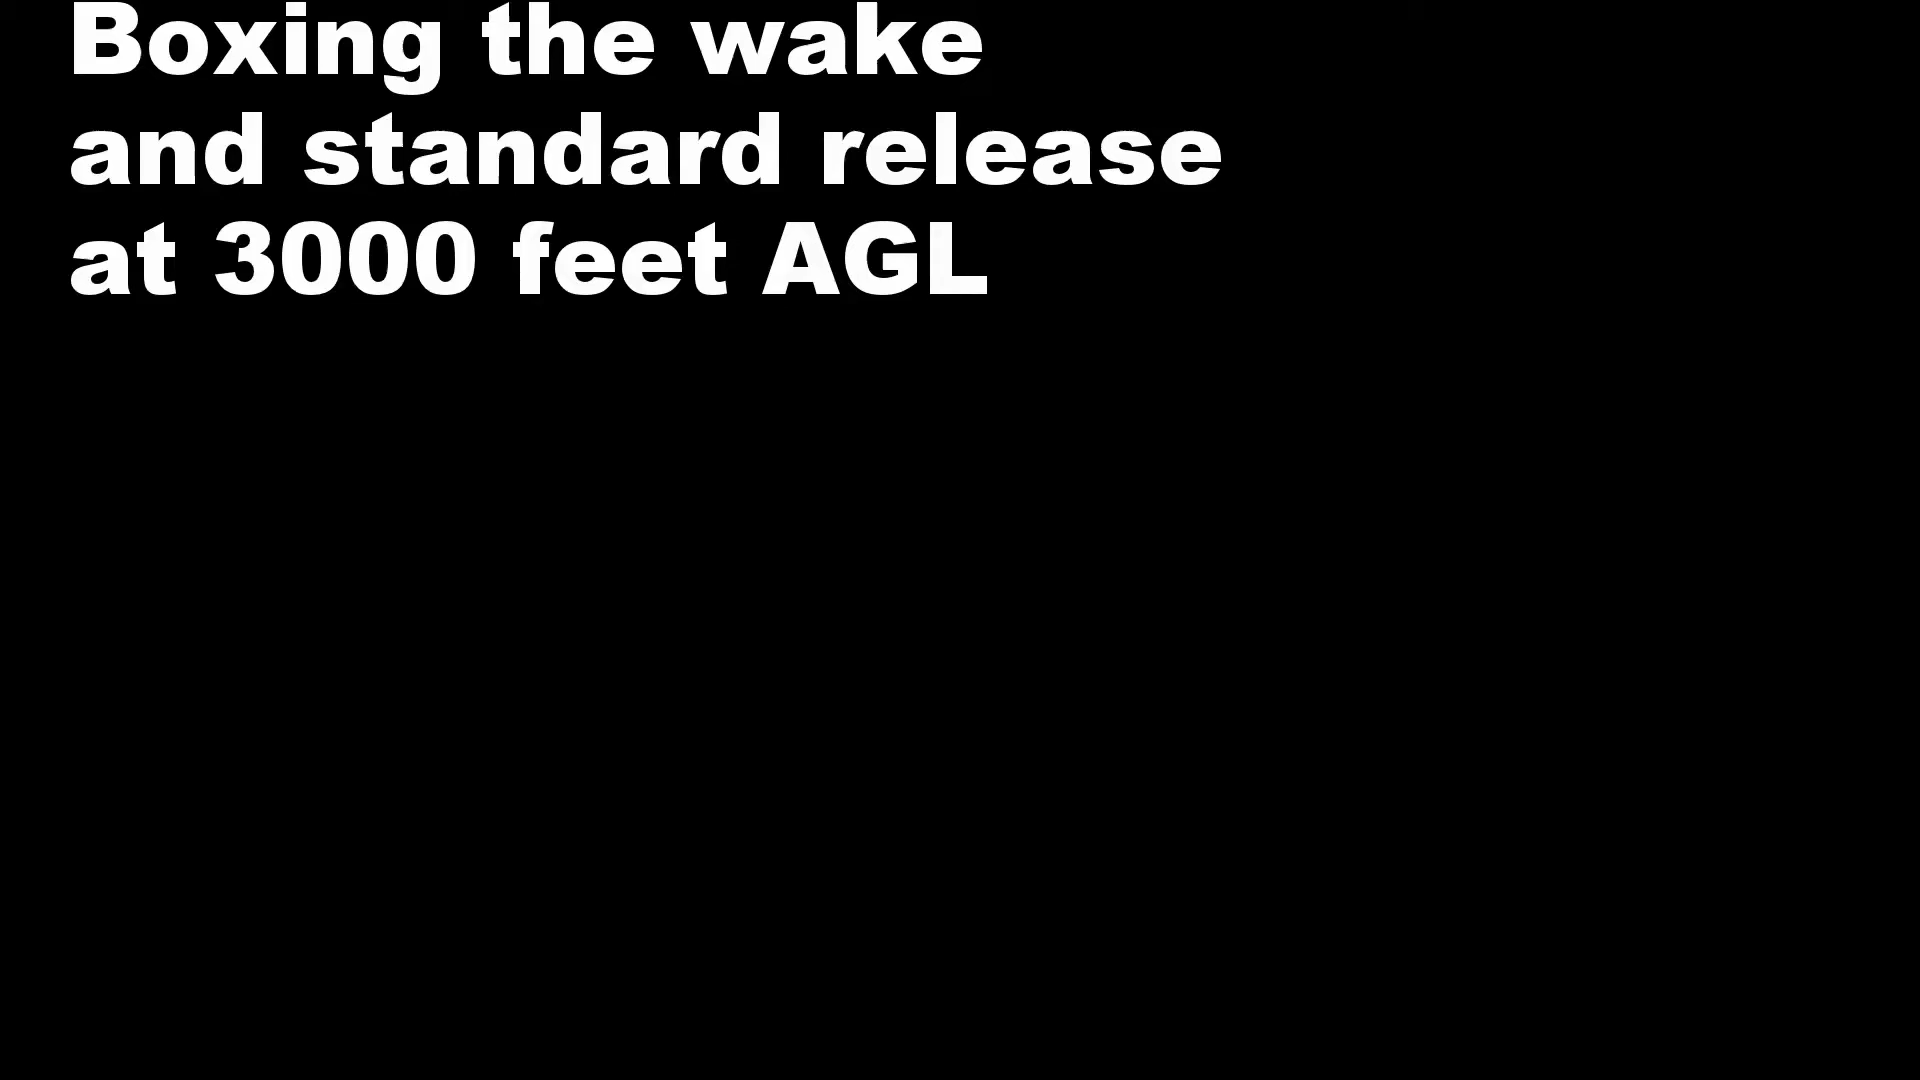 Boxing the wake
and standard release
at 3000 feet AGL